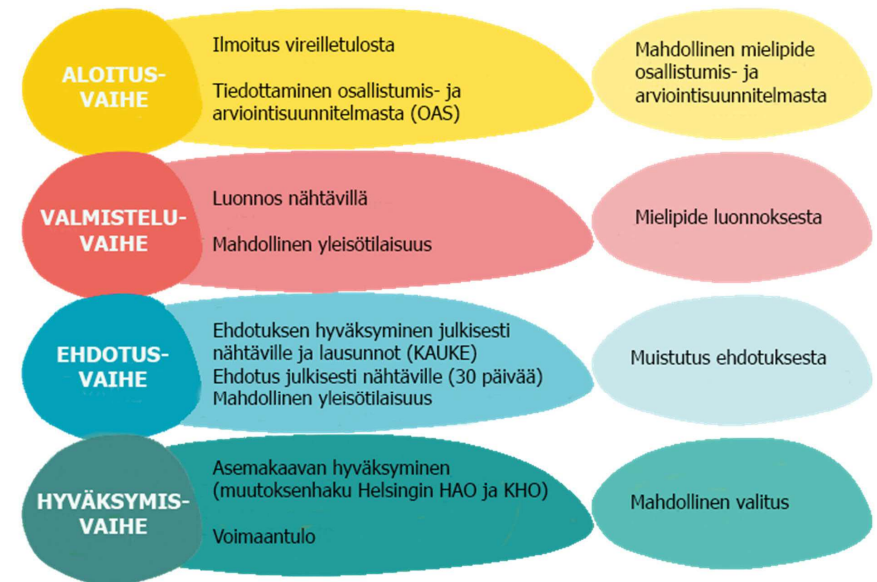 ALOITUS-
VAIHE
Ilmoitus vireilletulosta
Tiedottaminen osallistumis- ja
arviointisuunnitelmasta (OAS)
Mahdollinen mielipide
osallistumis- ja
arviointisuunnitelmasta
VALMISTELU-
VAIHE
Luonnos nähtävillä
Mahdollinen yleisötilaisuus
Mielipide luonnoksesta
EHDOTUS-
VAIHE
Ehdotuksen hyväksyminen julkisesti
nähtäville ja lausunnot (KAUKE)
Ehdotus julkisesti nähtäville (30 päivää)
Mahdollinen yleisötilaisuus
Muistutus ehdotuksesta
HYVÄKSYMIS-
VAIHE
Asemakaavan hyväksyminen
(muutoksenhaku Helsingin HAO ja KHO)
Voimaantulo
Mahdollinen valitus